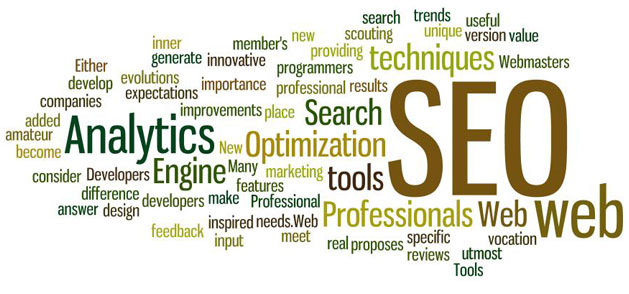 search trends useful
inner member's new scouting unique version value
generate innovative providing techniques Webmasters
Either evolutions programmers
develop expectations importance professional results SEO
companies improvements place Search
added
amateur Analytics New Optimization
become
consider Developers Engine Many marketing tools
difference features
answer design developers make Professional Professionals Web web
feedback inspired needs.Web
input meet real proposes specific vocation
reviews utmost
Tools